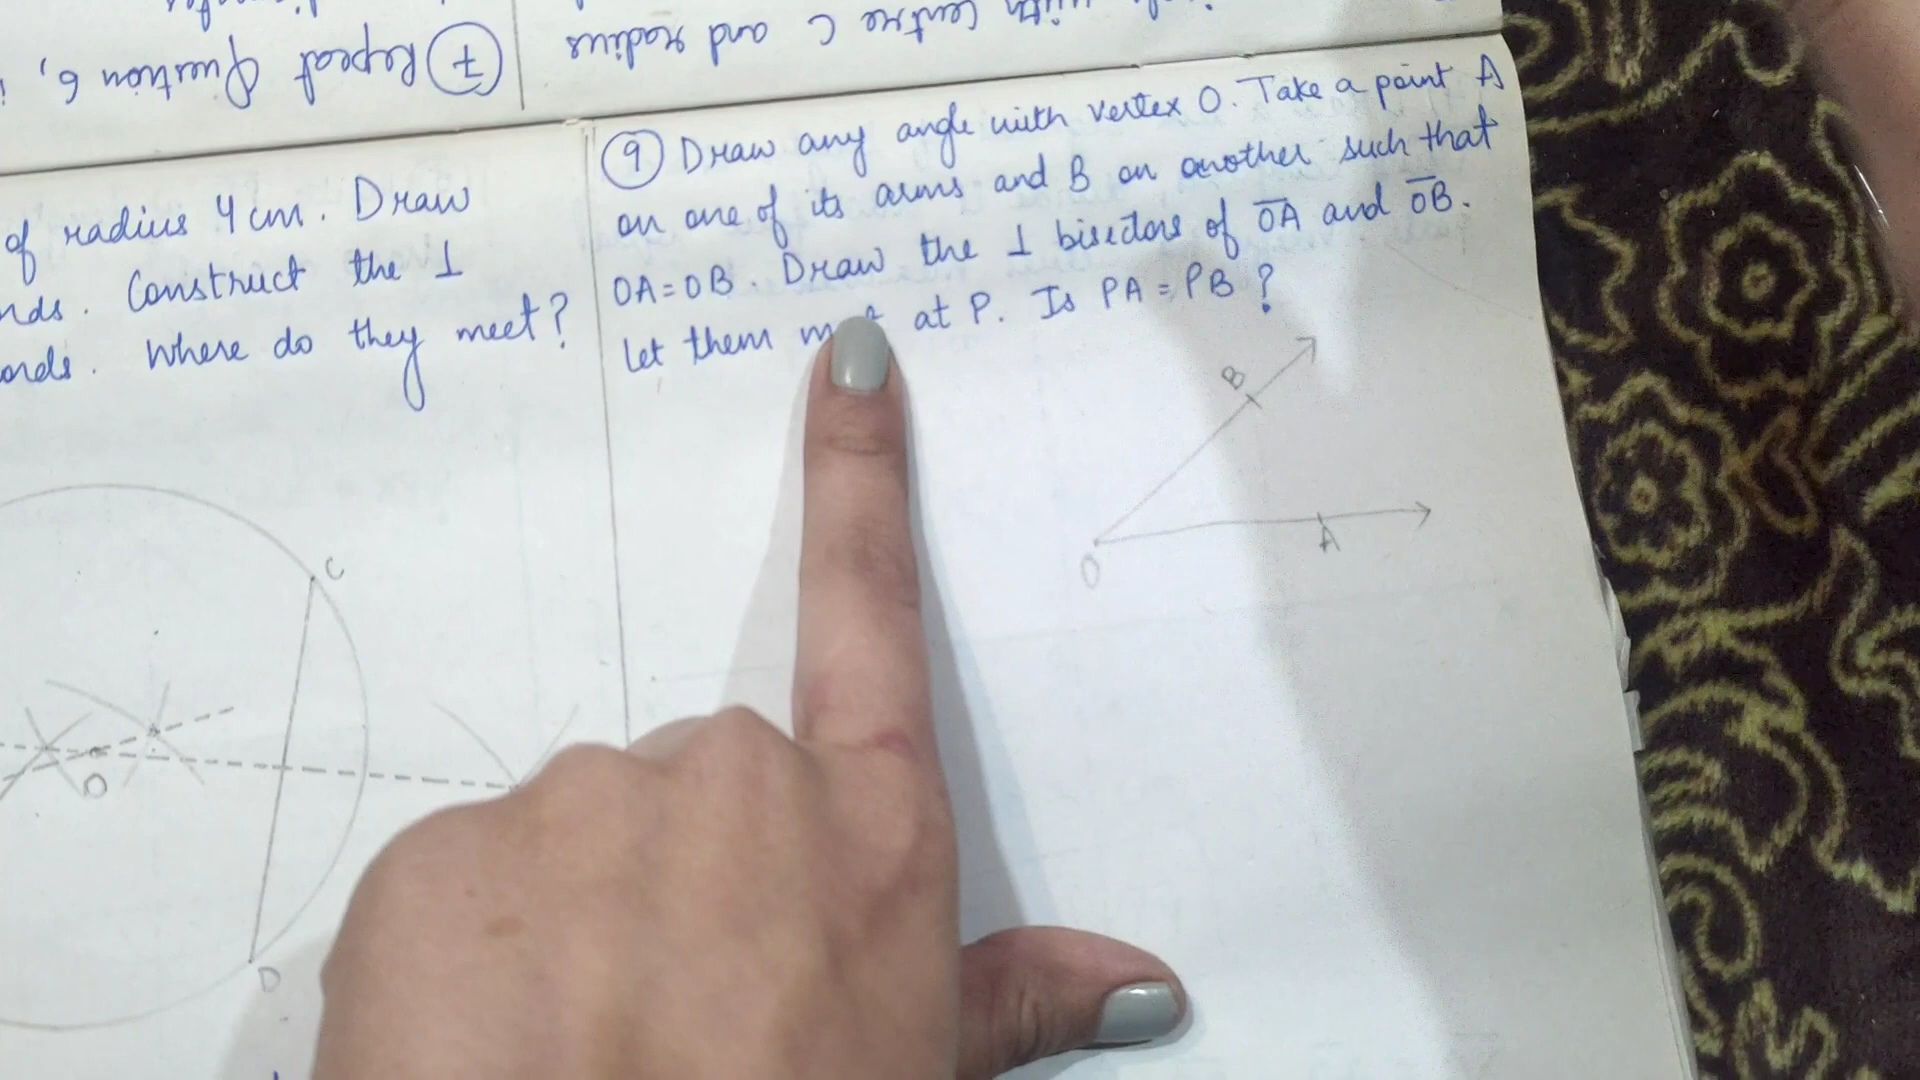 ⑦ Repeat Question 6, i
with centre C and radius
of radius 4 cm. Draw
nds. Construct the ⊥
ords. Where do they meet?
⑨ Draw any angle with vertex O. Take a point A
on one of its arms and B on another such that
OA = OB. Draw the ⊥ bisectors of O̅A̅ and O̅B̅.
Let them at P. Is PA = PB ?
B
A
O
C
O
D